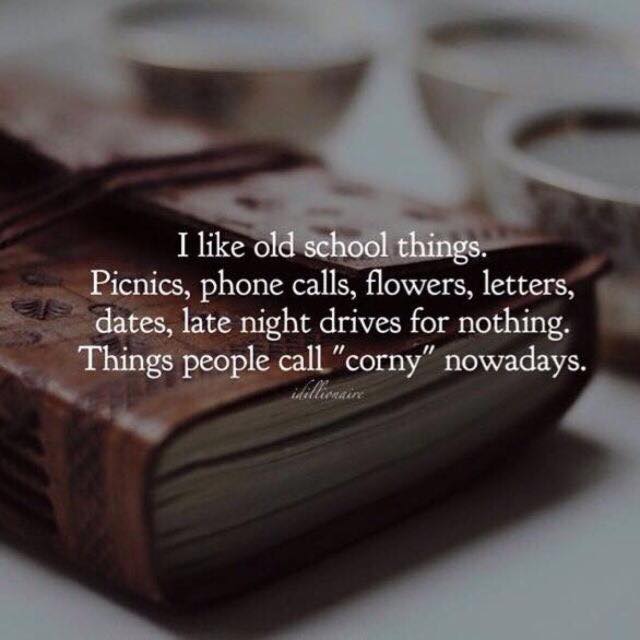 I like old school things.
Picnics, phone calls, flowers, letters,
dates, late night drives for nothing.
Things people call "corny" nowadays.
idillionaire